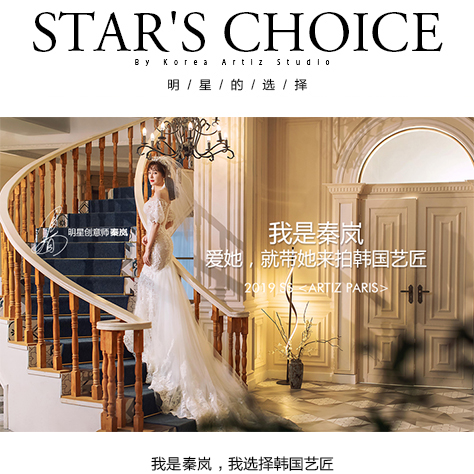 STAR'S CHOICE
By Korea Artiz Studio
明/星/的/选/择
明星创意师秦岚
我是秦岚
爱她，就带她来拍韩国艺匠
2019 SS <ARTIZ PARIS>
我是秦岚，我选择韩国艺匠